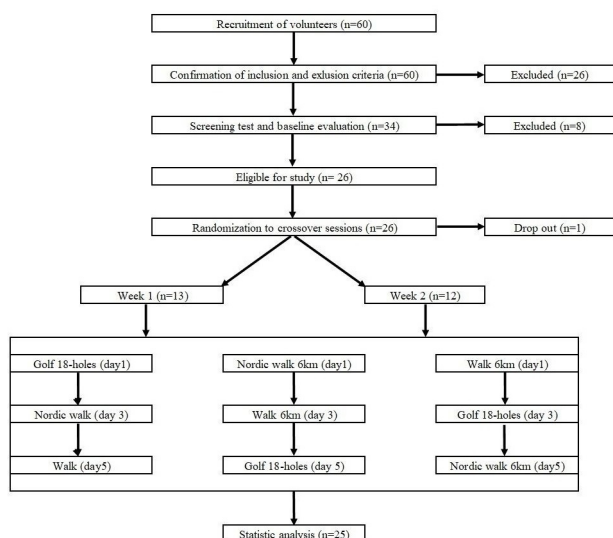 Recruitment of volunteers (n=60)
Confirmation of inclusion and exlusion criteria (n=60)
Excluded (n=26)
Screening test and baseline evaluation (n=34)
Excluded (n=8)
Eligible for study (n= 26)
Randomization to crossover sessions (n=26)
Drop out (n=1)
Week 1 (n=13)
Week 2 (n=12)
Golf 18-holes (day1)
Nordic walk 6km (day1)
Walk 6km (day1)
Nordic walk (day 3)
Walk 6km (day 3)
Golf 18-holes (day 3)
Walk (day5)
Golf 18-holes (day 5)
Nordic walk 6km (day5)
Statistic analysis (n=25)